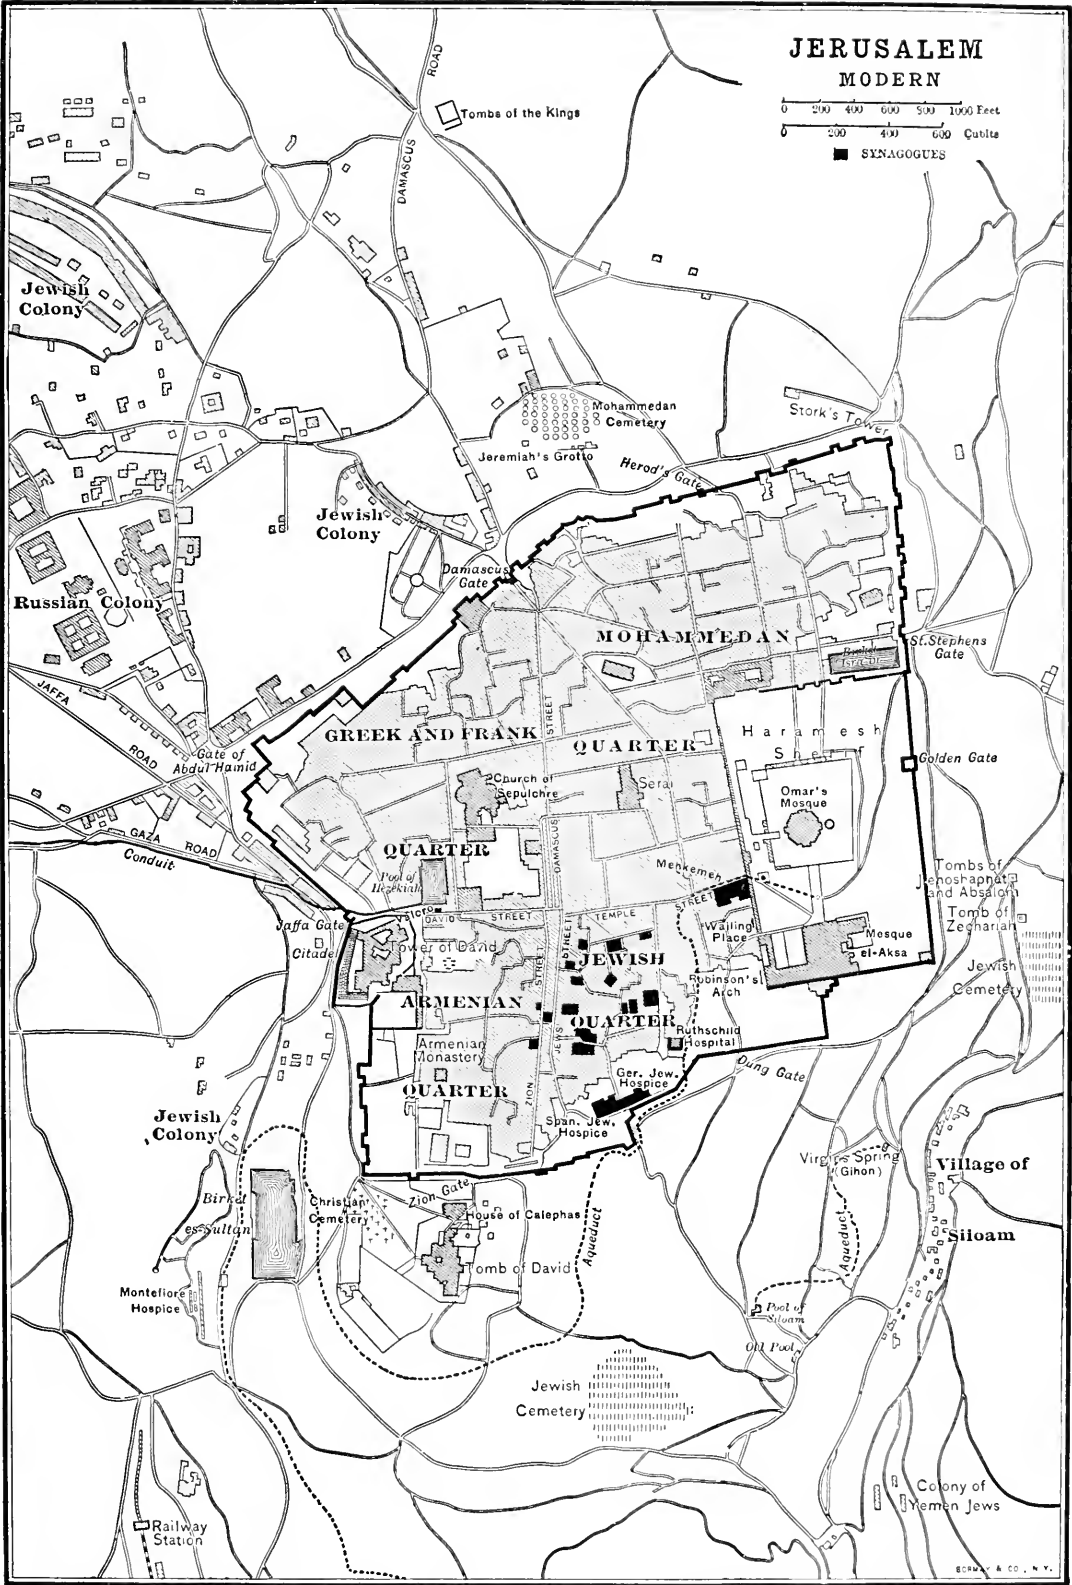 JERUSALEM
MODERN
0 200 400 600 800 1000 Feet
0 200 400 600 Cubits
SYNAGOGUES
ROAD
DAMASCUS
Tombs of the Kings
Jewish
Colony
Mohammedan
Cemetery
Stork's Tower
Jeremiah's Grotto
Herod's Gate
Jewish
Colony
Damascus
Gate
Russian Colony
MOHAMMEDAN
St. Stephens
Gate
Birket
Israin
JAFFA
ROAD
STREET
GREEK AND FRANK
QUARTER
Haram esh
Sherif
Gate of
Abdul Hamid
Golden Gate
Church of
Sepulchre
Serai
Omar's
Mosque
GAZA ROAD
Conduit
QUARTER
DAMASCUS
Pool of
Hezekiah
Mehkemeh
Tombs of
Jehoshaphat
and Absalom
Tomb of
Zechariah
Jaffa Gate
DAVID STREET
TEMPLE STREET
Citadel
Tower of David
Wailing
Place
Mosque
el-Aksa
STREET
STREET
JEWISH
Robinson's
Arch
Jewish
Cemetery
ARMENIAN
QUARTER
Ruthschild
Hospital
JEWS
Armenian
Monastery
Dung Gate
Ger. Jew.
Hospice
QUARTER
ZION
Span. Jew.
Hospice
Jewish
Colony
Virgin's Spring
(Gihon)
Village of
Siloam
Birket
es-Sultan
Christian
Cemetery
Zion Gate
House of Caiephas
Aqueduct
Aqueduct
Tomb of David
Montefiore
Hospice
Pool of
Siloam
Old Pool
Jewish
Cemetery
Colony of
Yemen Jews
Railway
Station
BORMAY & CO., N.Y.